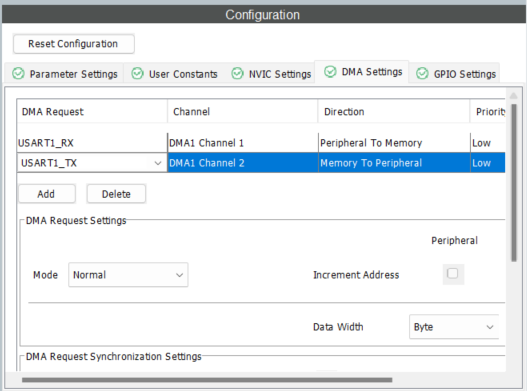 Configuration
Reset Configuration
Parameter Settings User Constants NVIC Settings DMA Settings GPIO Settings
DMA Request Channel Direction Priority
USART1_RX DMA1 Channel 1 Peripheral To Memory Low
USART1_TX DMA1 Channel 2 Memory To Peripheral Low
Add Delete
DMA Request Settings
Peripheral
Mode Normal Increment Address
Data Width Byte
DMA Request Synchronization Settings